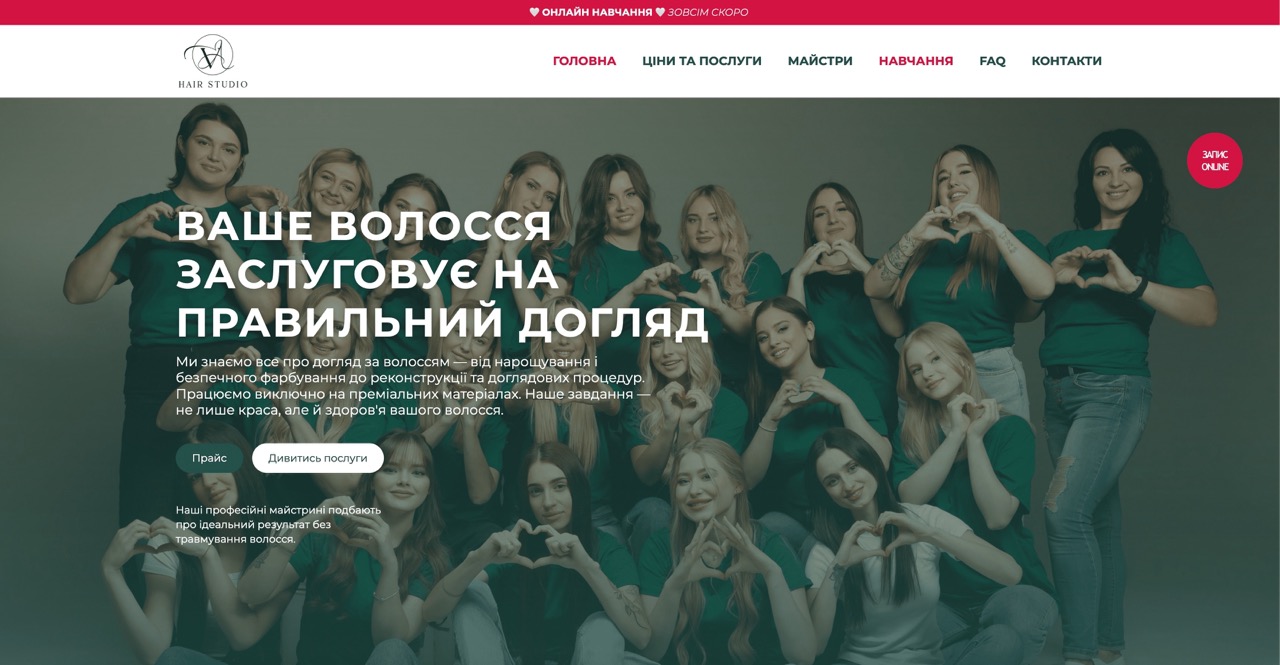 🤍 ОНЛАЙН НАВЧАННЯ 🤍 ЗОВСІМ СКОРО
VA
HAIR STUDIO
ГОЛОВНА ЦІНИ ТА ПОСЛУГИ МАЙСТРИ НАВЧАННЯ FAQ КОНТАКТИ
ЗАПИС
ONLINE
ВАШЕ ВОЛОССЯ
ЗАСЛУГОВУЄ НА
ПРАВИЛЬНИЙ ДОГЛЯД
Ми знаємо все про догляд за волоссям — від нарощування і
безпечного фарбування до реконструкції та доглядових процедур.
Працюємо виключно на преміальних матеріалах. Наше завдання —
не лише краса, але й здоров'я вашого волосся.
Прайс Дивитись послуги
Наші професійні майстрині подбають
про ідеальний результат без
травмування волосся.